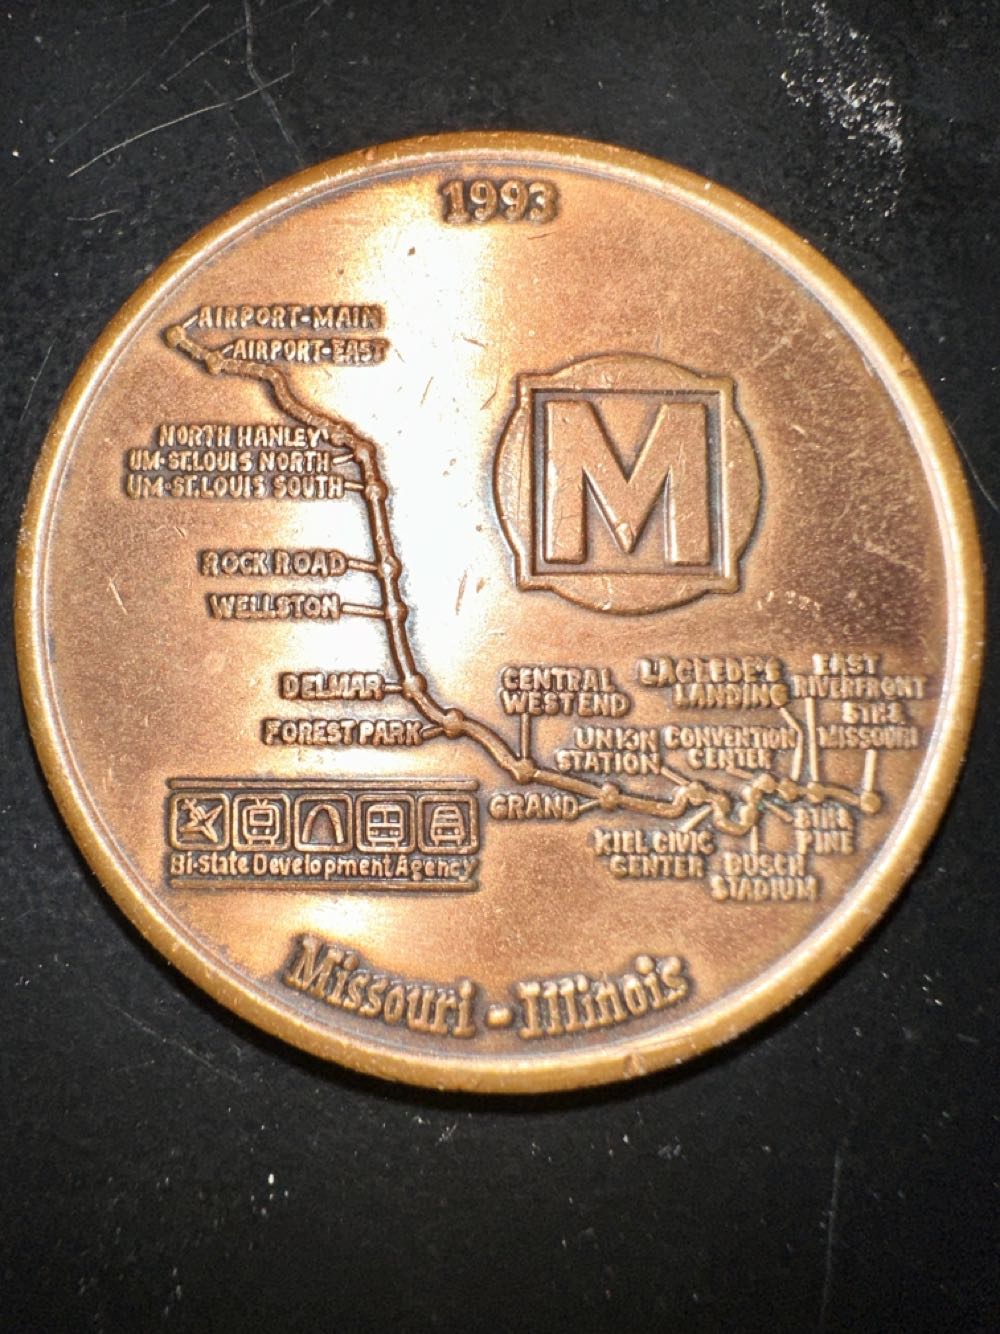 1993
AIRPORT-MAIN
AIRPORT-EAST
NORTH HANLEY
UM-ST.LOUIS NORTH
UM-ST.LOUIS SOUTH
ROCK ROAD
WELLSTON
DELMAR
FOREST PARK
M
CENTRAL
WEST END
LACLEDE'S
LANDING
EAST
RIVERFRONT
5TH &
MISSOURI
UNION
STATION
CONVENTION
CENTER
GRAND
KIEL CIVIC
CENTER
BUSCH
STADIUM
8TH &
PINE
Bi-State Development Agency
Missouri - Illinois